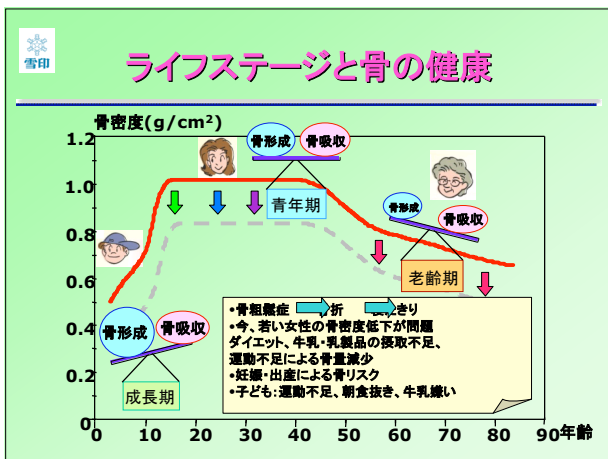 雪印
ライフステージと骨の健康
骨密度(g/cm²)
1.2
1.0
0.8
0.6
0.4
0.2
0
0 10 20 30 40 50 60 70 80 90 年齢
骨形成 骨吸収
青年期
骨形成 骨吸収
老齢期
骨形成 骨吸収
成長期
•骨粗鬆症 折 きり
•今、若い女性の骨密度低下が問題
ダイエット、牛乳・乳製品の摂取不足、
運動不足による骨量減少
•妊娠・出産による骨リスク
•子ども：運動不足、朝食抜き、牛乳嫌い